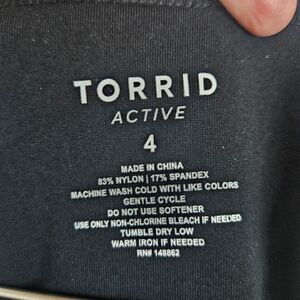 TORRID
ACTIVE
4
MADE IN CHINA
83% NYLON | 17% SPANDEX
MACHINE WASH COLD WITH LIKE COLORS
GENTLE CYCLE
DO NOT USE SOFTENER
USE ONLY NON-CHLORINE BLEACH IF NEEDED
TUMBLE DRY LOW
WARM IRON IF NEEDED
RN# 148862